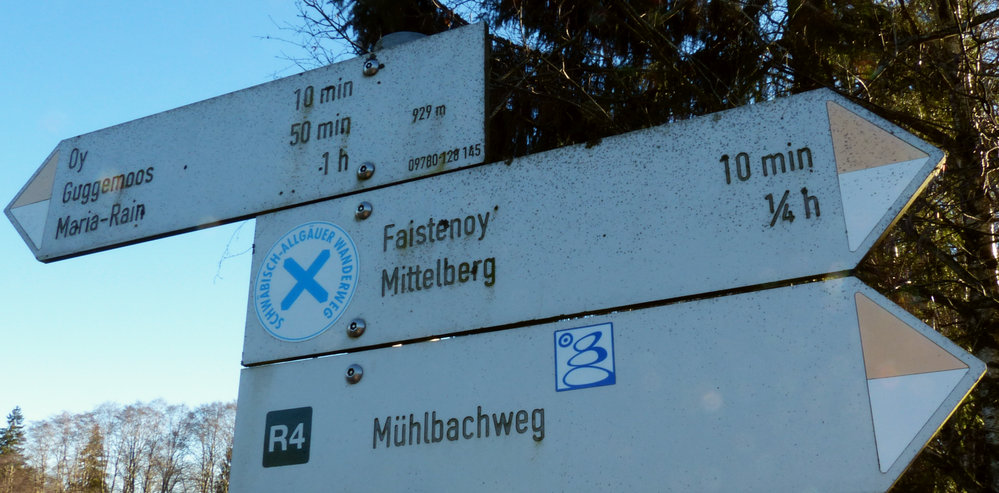 Oy 10 min
Guggemoos 50 min 929 m
Maria-Rain 1 h 09780-128 145
Faistenoy 10 min
Mittelberg ¼ h
SCHWÄBISCH-ALLGÄUER WANDERWEG
R4 Mühlbachweg